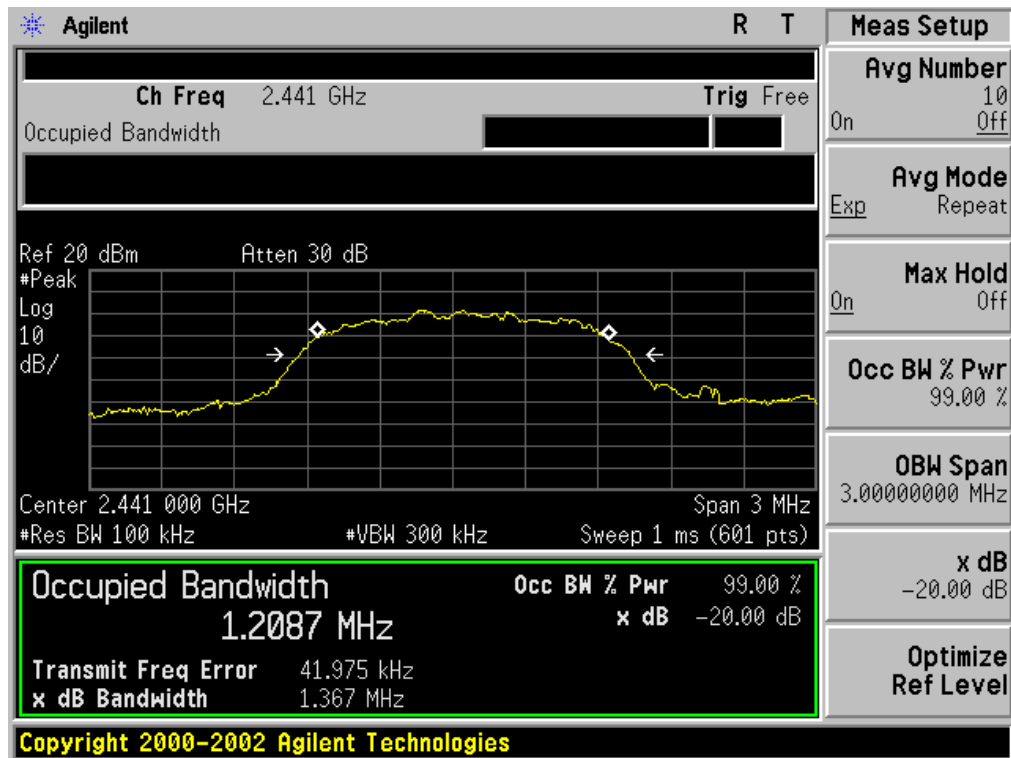 Agilent R T
Ch Freq 2.441 GHz Trig Free
Occupied Bandwidth
Ref 20 dBm Atten 30 dB
#Peak
Log
10
dB/
Center 2.441 000 GHz Span 3 MHz
#Res BW 100 kHz #VBW 300 kHz Sweep 1 ms (601 pts)
Occupied Bandwidth
1.2087 MHz
Occ BW % Pwr 99.00 %
x dB -20.00 dB
Transmit Freq Error 41.975 kHz
x dB Bandwidth 1.367 MHz
Copyright 2000-2002 Agilent Technologies
Meas Setup
Avg Number
10
On Off
Avg Mode
Exp Repeat
Max Hold
On Off
Occ BW % Pwr
99.00 %
OBW Span
3.00000000 MHz
x dB
-20.00 dB
Optimize
Ref Level